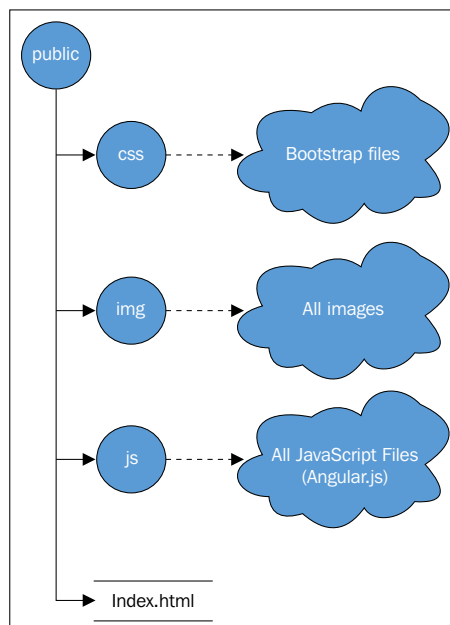 public
css
Bootstrap files
img
All images
js
All JavaScript Files
(Angular.js)
Index.html